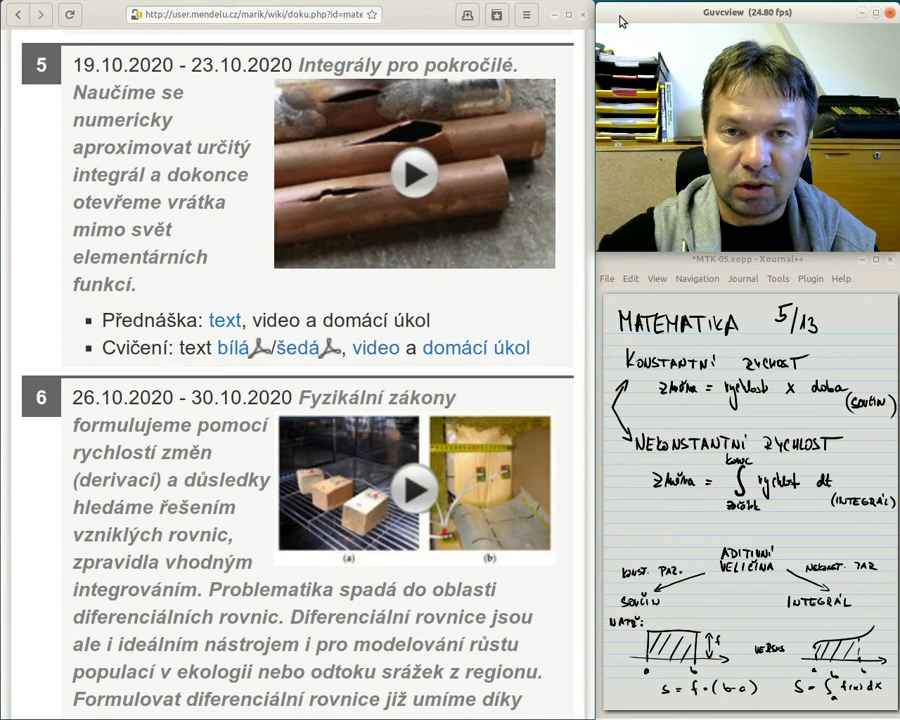 http://user.mendelu.cz/marik/wiki/doku.php?id=mate
Guvcview (24.80 fps)
5
19.10.2020 - 23.10.2020 Integrály pro pokročilé.
Naučíme se
numericky
aproximovat určitý
integrál a dokonce
otevřeme vrátka
mimo svět
elementárních
funkcí.
Přednáška: text, video a domácí úkol
Cvičení: text bílá/šedá, video a domácí úkol
6
26.10.2020 - 30.10.2020 Fyzikální zákony
formulujeme pomocí
rychlostí změn
(derivací) a důsledky
hledáme řešením
vzniklých rovnic,
zpravidla vhodným
(a) (b)
integrováním. Problematika spadá do oblasti
diferenciálních rovnic. Diferenciální rovnice jsou
ale i ideálním nástrojem i pro modelování růstu
populací v ekologii nebo odtoku srážek z regionu.
Formulovat diferenciální rovnice již umíme díky
*MTK-05.xopp - Xournal++
File Edit View Navigation Journal Tools Plugin Help
MATEMATIKA 5/13
KONSTANTNÍ RYCHLOST
změna = rychlost x doba
(SOUČIN)
NEKONSTANTNÍ RYCHLOST
konec
změna = ∫ rychlost dt
(INTEGRÁL)
začátek
ADITIVNÍ
VELIČINA
KONST. PAR.
NEKONST. PAR
SOUČIN
INTEGRÁL
NAPŘ:
f
VERSUS
a b
a b
S = f • (b-a)
S = ∫ₐᵇ f(x) dx